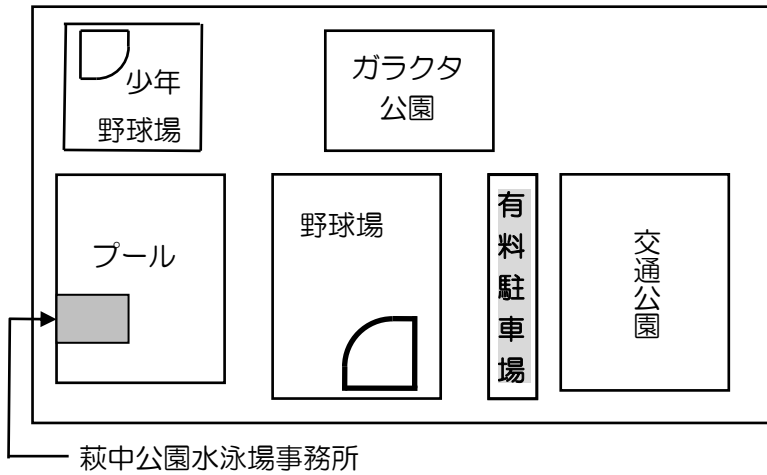 少年
野球場
ガラクタ
公園
プール
野球場
有料駐車場
交通公園
萩中公園水泳場事務所